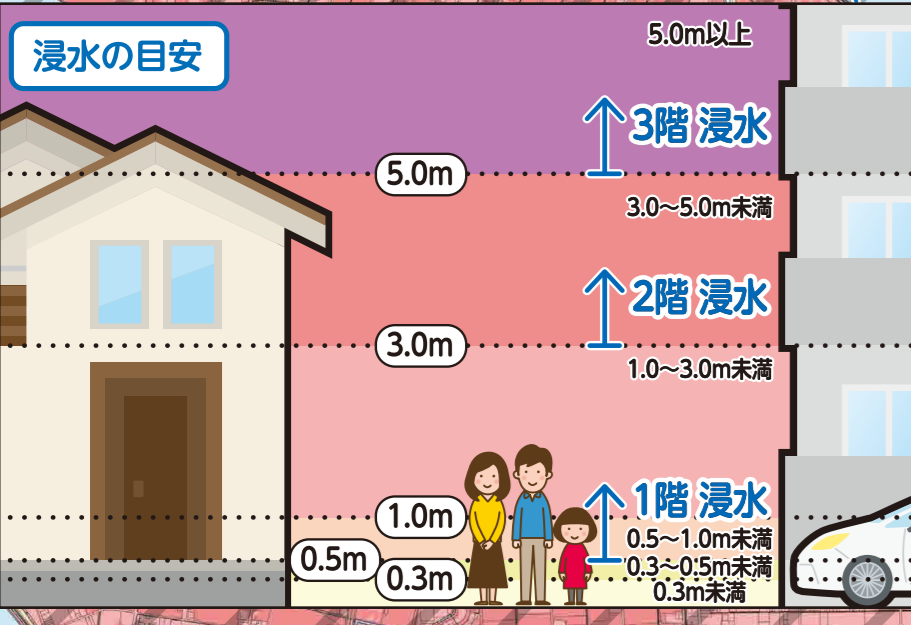 浸水の目安
5.0m以上
3階 浸水
5.0m
3.0～5.0m未満
2階 浸水
3.0m
1.0～3.0m未満
1階 浸水
1.0m
0.5～1.0m未満
0.5m
0.3～0.5m未満
0.3m
0.3m未満